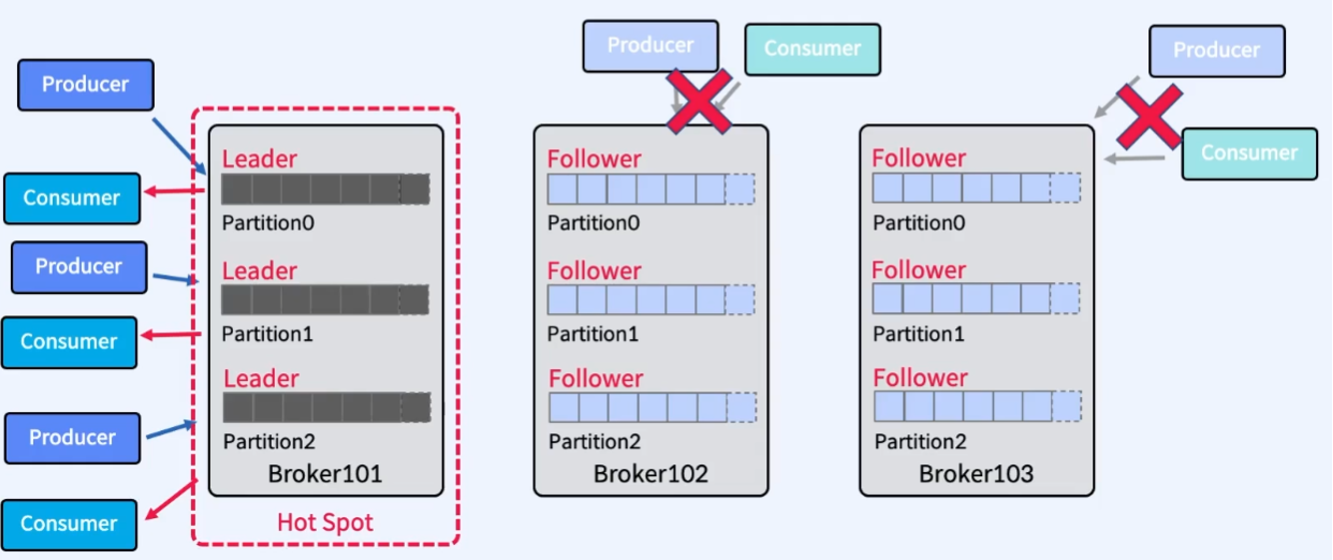 Producer
Consumer
Producer
Consumer
Producer
Consumer
Leader
Partition0
Leader
Partition1
Leader
Partition2
Broker101
Hot Spot
Producer
Consumer
Follower
Partition0
Follower
Partition1
Follower
Partition2
Broker102
Producer
Consumer
Follower
Partition0
Follower
Partition1
Follower
Partition2
Broker103